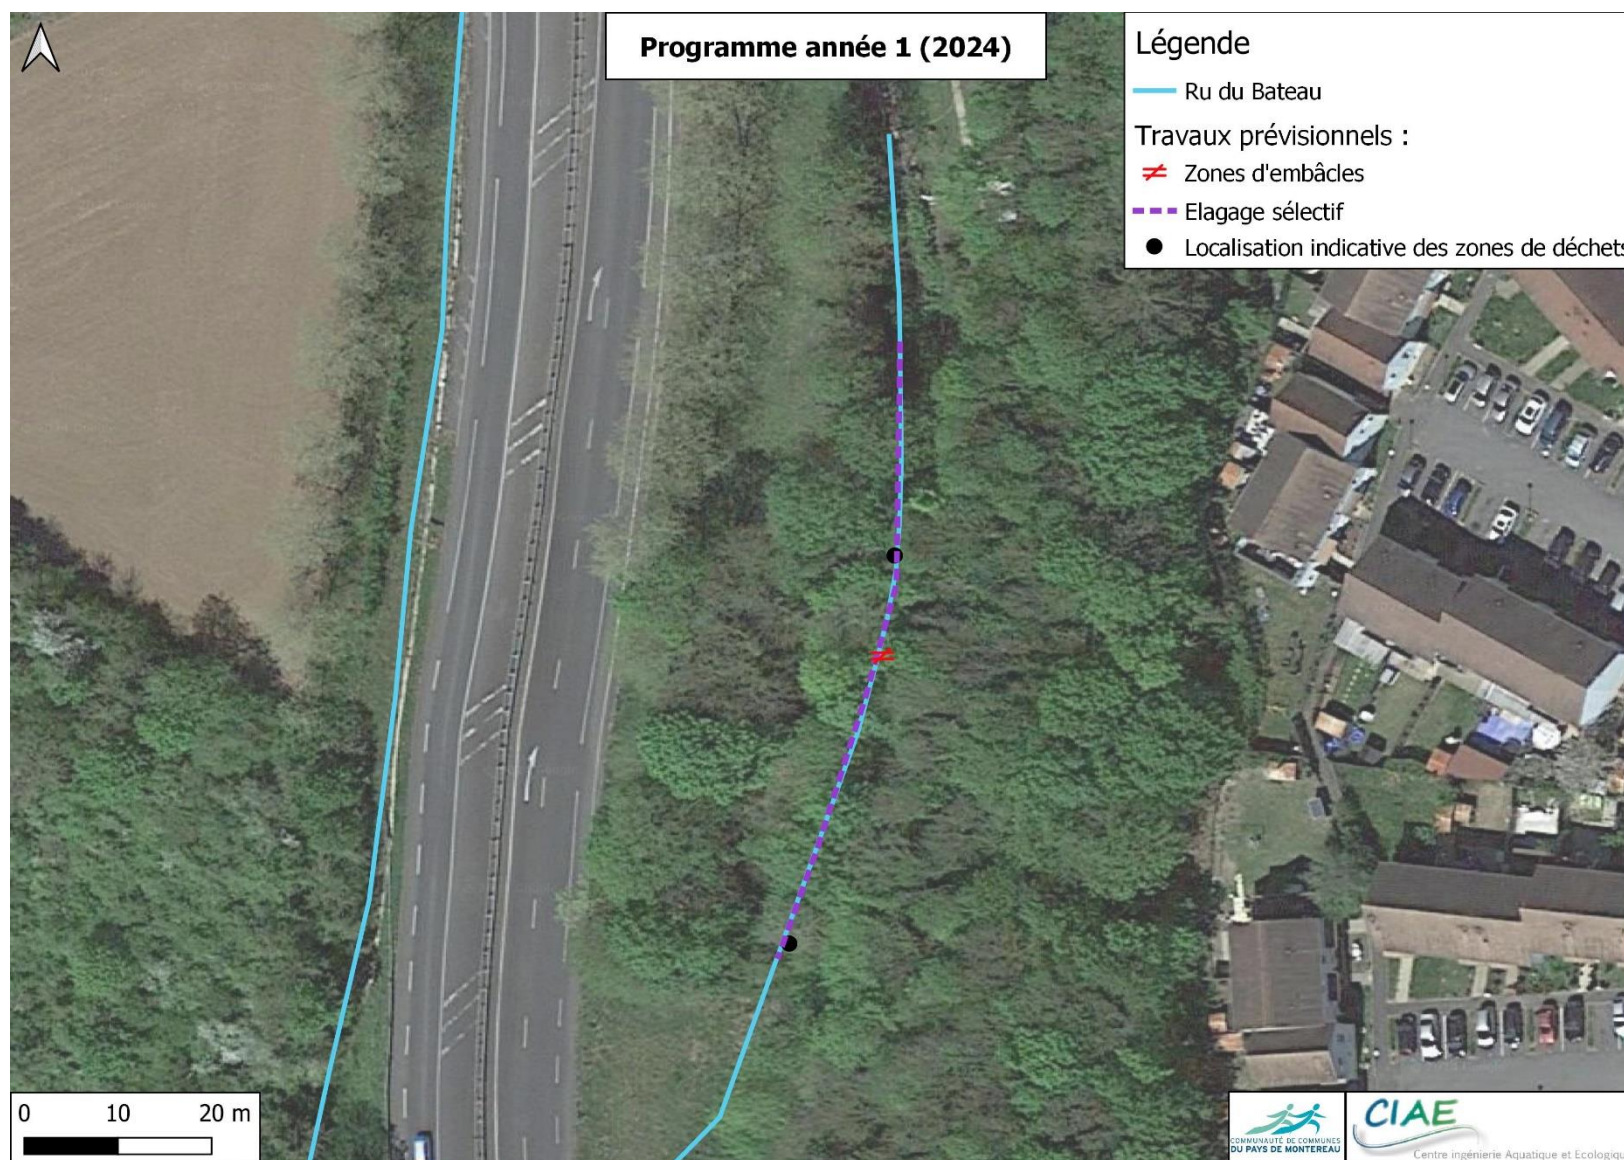 Programme année 1 (2024)
Légende
Ru du Bateau
Travaux prévisionnels :
Zones d'embâcles
Elagage sélectif
Localisation indicative des zones de déchets
0 10 20 m
COMMUNAUTÉ DE COMMUNES
DU PAYS DE MONTEREAU
CIAE
Centre ingénierie Aquatique et Ecologique